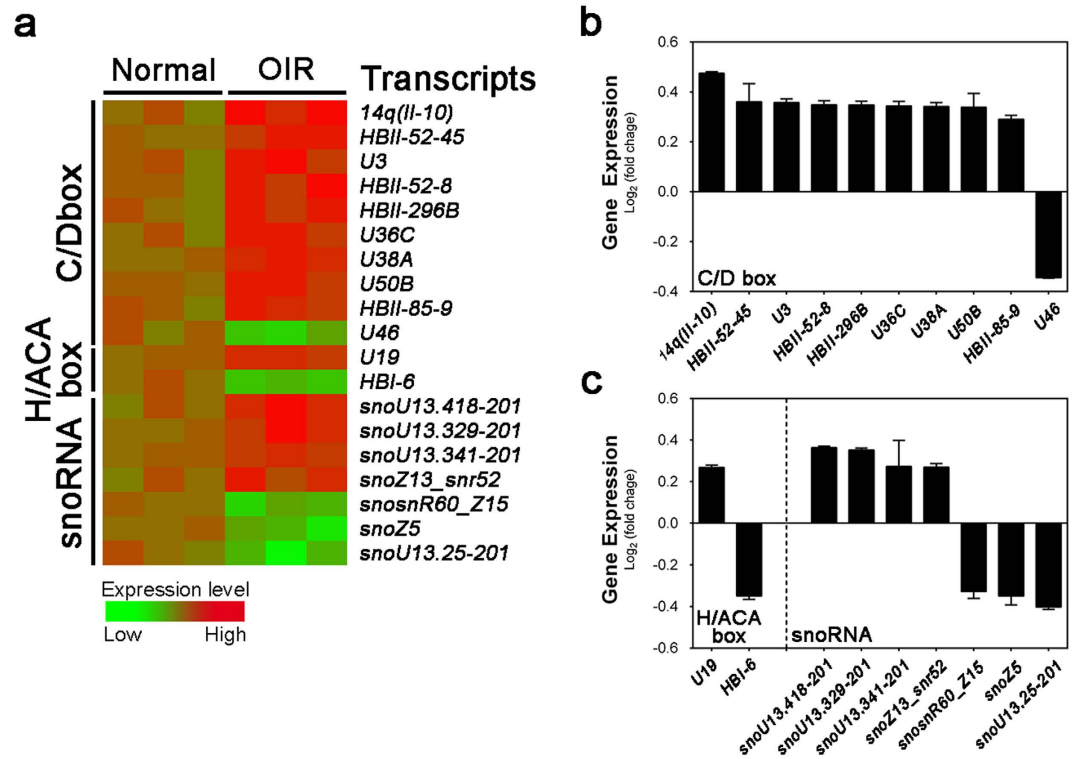 a
Normal OIR Transcripts
C/Dbox
H/ACA
box
snoRNA
14q(II-10)
HBII-52-45
U3
HBII-52-8
HBII-296B
U36C
U38A
U50B
HBII-85-9
U46
U19
HBI-6
snoU13.418-201
snoU13.329-201
snoU13.341-201
snoZ13_snr52
snosnR60_Z15
snoZ5
snoU13.25-201
Expression level
Low High
b
Gene Expression
Log2 (fold chage)
0.6
0.4
0.2
0.0
-0.2
-0.4
C/D box
14q(II-10)
HBII-52-45
U3
HBII-52-8
HBII-296B
U36C
U38A
U50B
HBII-85-9
U46
c
Gene Expression
Log2 (fold chage)
0.6
0.4
0.2
0.0
-0.2
-0.4
-0.6
H/ACA
box
snoRNA
U19
HBI-6
snoU13.418-201
snoU13.329-201
snoU13.341-201
snoZ13_snr52
snosnR60_Z15
snoZ5
snoU13.25-201